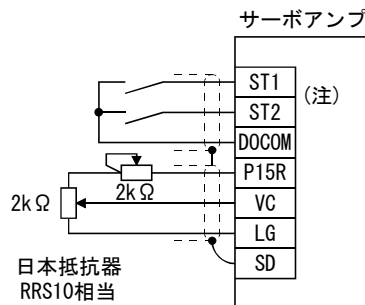 サーボアンプ
ST1
(注)
ST2
DOCOM
P15R
2kΩ
2kΩ
VC
LG
SD
日本抵抗器
RRS10相当